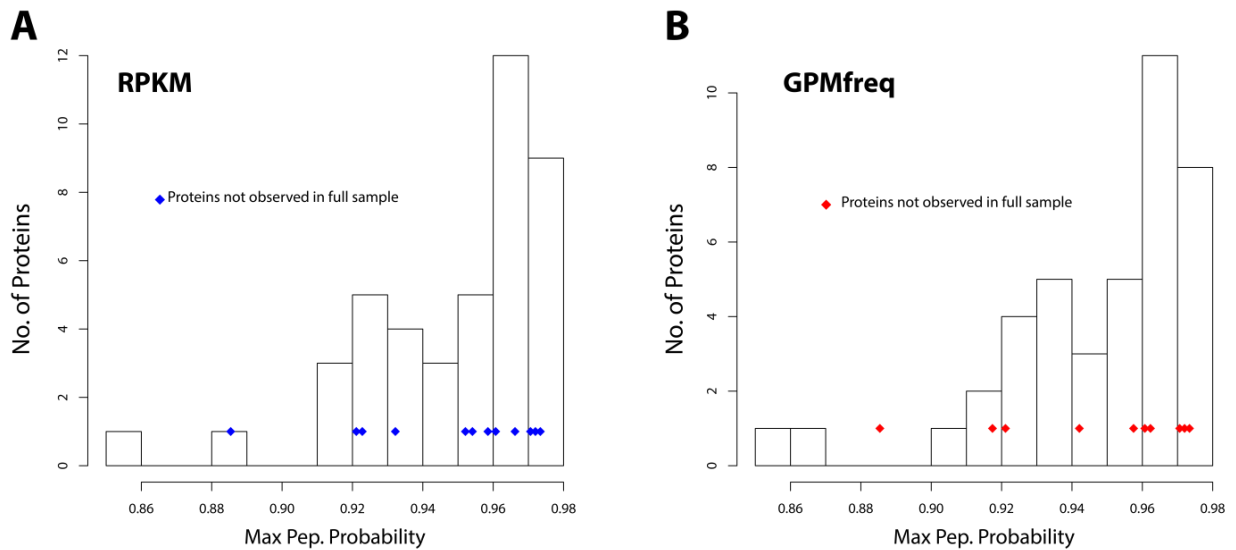 A
RPKM
Proteins not observed in full sample
No. of Proteins
0
2
4
6
8
10
12
0.86 0.88 0.90 0.92 0.94 0.96 0.98
Max Pep. Probability
B
GPMfreq
Proteins not observed in full sample
No. of Proteins
0
2
4
6
8
10
0.86 0.88 0.90 0.92 0.94 0.96 0.98
Max Pep. Probability